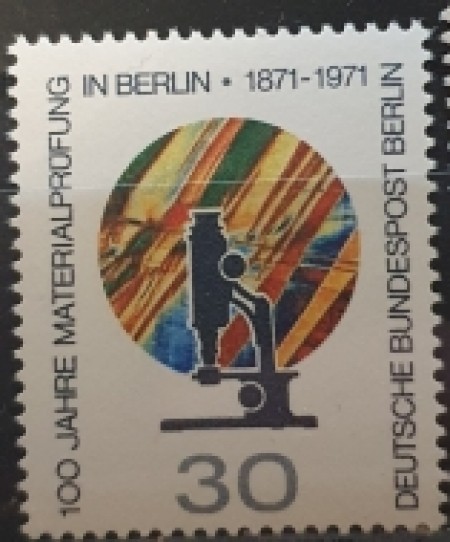 100 JAHRE MATERIALPRÜFUNG
IN BERLIN • 1871-1971
DEUTSCHE BUNDESPOST BERLIN
30